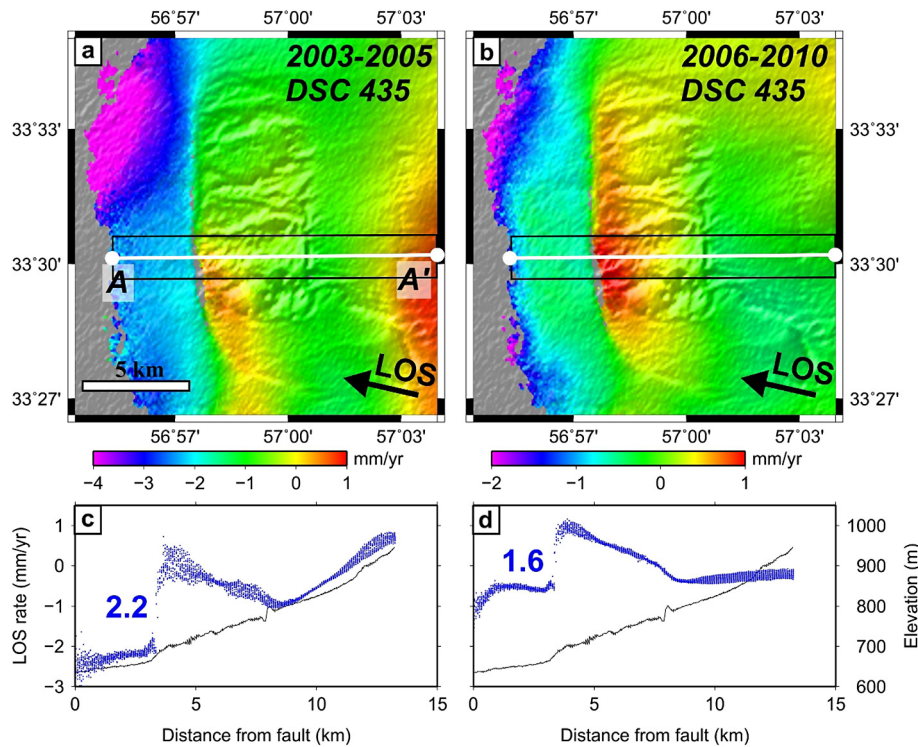 56˚57' 57˚00' 57˚03' 56˚57' 57˚00' 57˚03'
a 2003-2005 DSC 435
b 2006-2010 DSC 435
33˚33' 33˚33'
33˚30' 33˚30'
A A'
LOS LOS
5 km
33˚27' 33˚27'
56˚57' 57˚00' 57˚03' 56˚57' 57˚00' 57˚03'
mm/yr mm/yr
−4 −3 −2 −1 0 1 −2 −1 0 1
c d
1 0 −1 −2 −3
LOS rate (mm/yr)
2.2 1.6
1000 900 800 700 600
Elevation (m)
0 5 10 15 0 5 10 15
Distance from fault (km) Distance from fault (km)